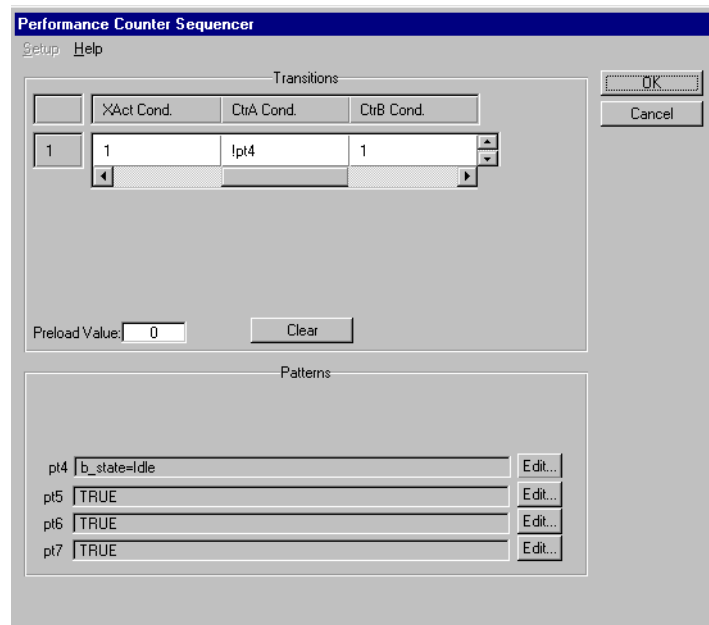 Performance Counter Sequencer
Setup Help
Transitions
XAct Cond. CtrA Cond. CtrB Cond.
1 1 !pt4 1
Preload Value: 0 Clear
OK
Cancel
Patterns
pt4 b_state=Idle Edit...
pt5 TRUE Edit...
pt6 TRUE Edit...
pt7 TRUE Edit...